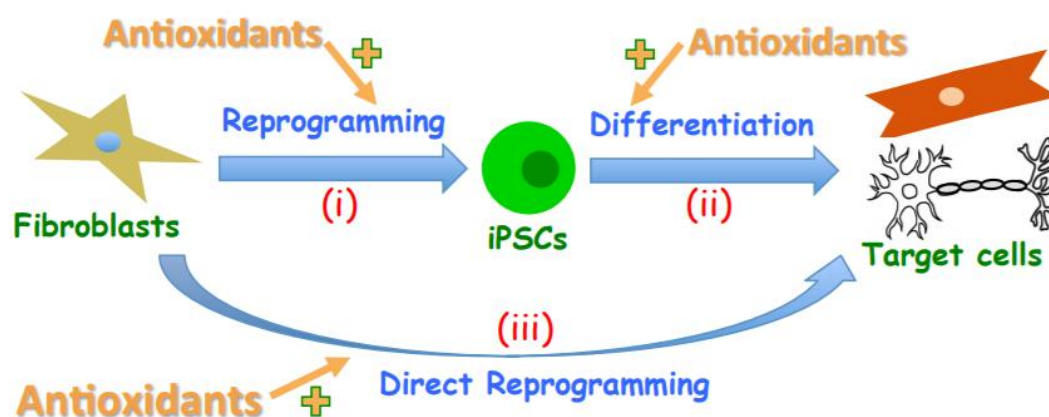 Antioxidants
Antioxidants
Reprogramming
Differentiation
(i)
(ii)
Fibroblasts
iPSCs
Target cells
(iii)
Direct Reprogramming
Antioxidants